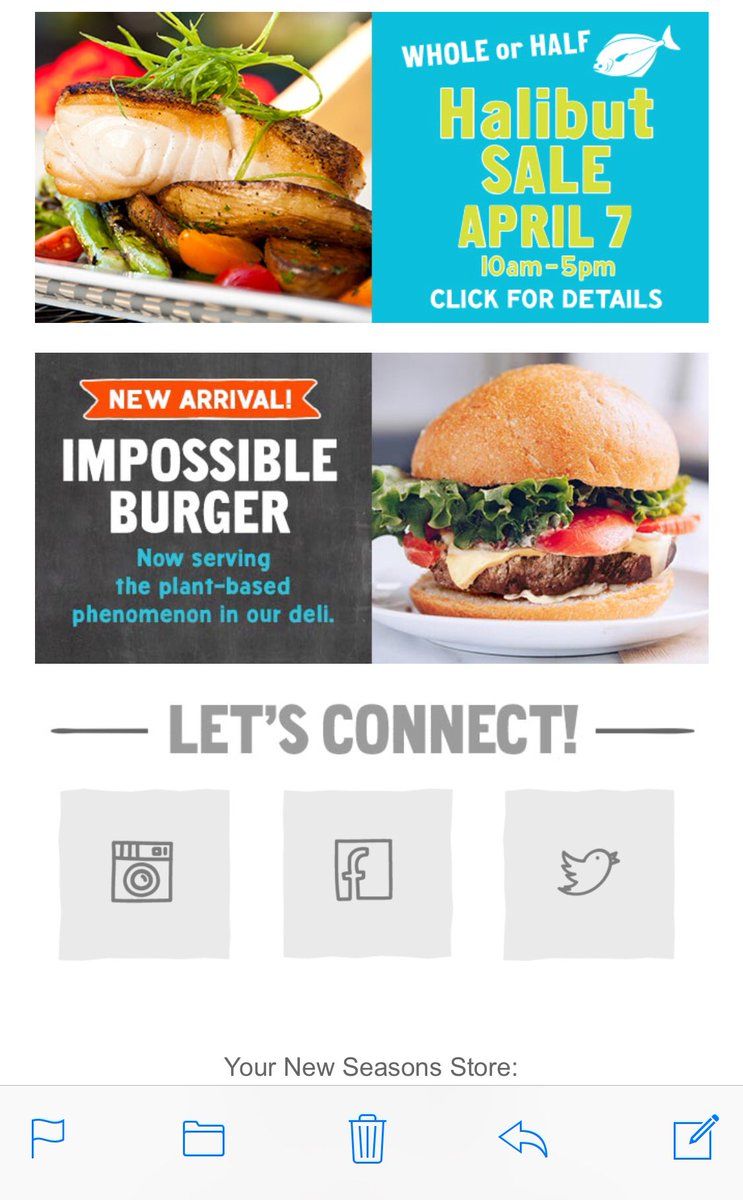 WHOLE or HALF
Halibut
SALE
APRIL 7
10am-5pm
CLICK FOR DETAILS
NEW ARRIVAL!
IMPOSSIBLE
BURGER
Now serving
the plant-based
phenomenon in our deli.
LET'S CONNECT!
Your New Seasons Store: